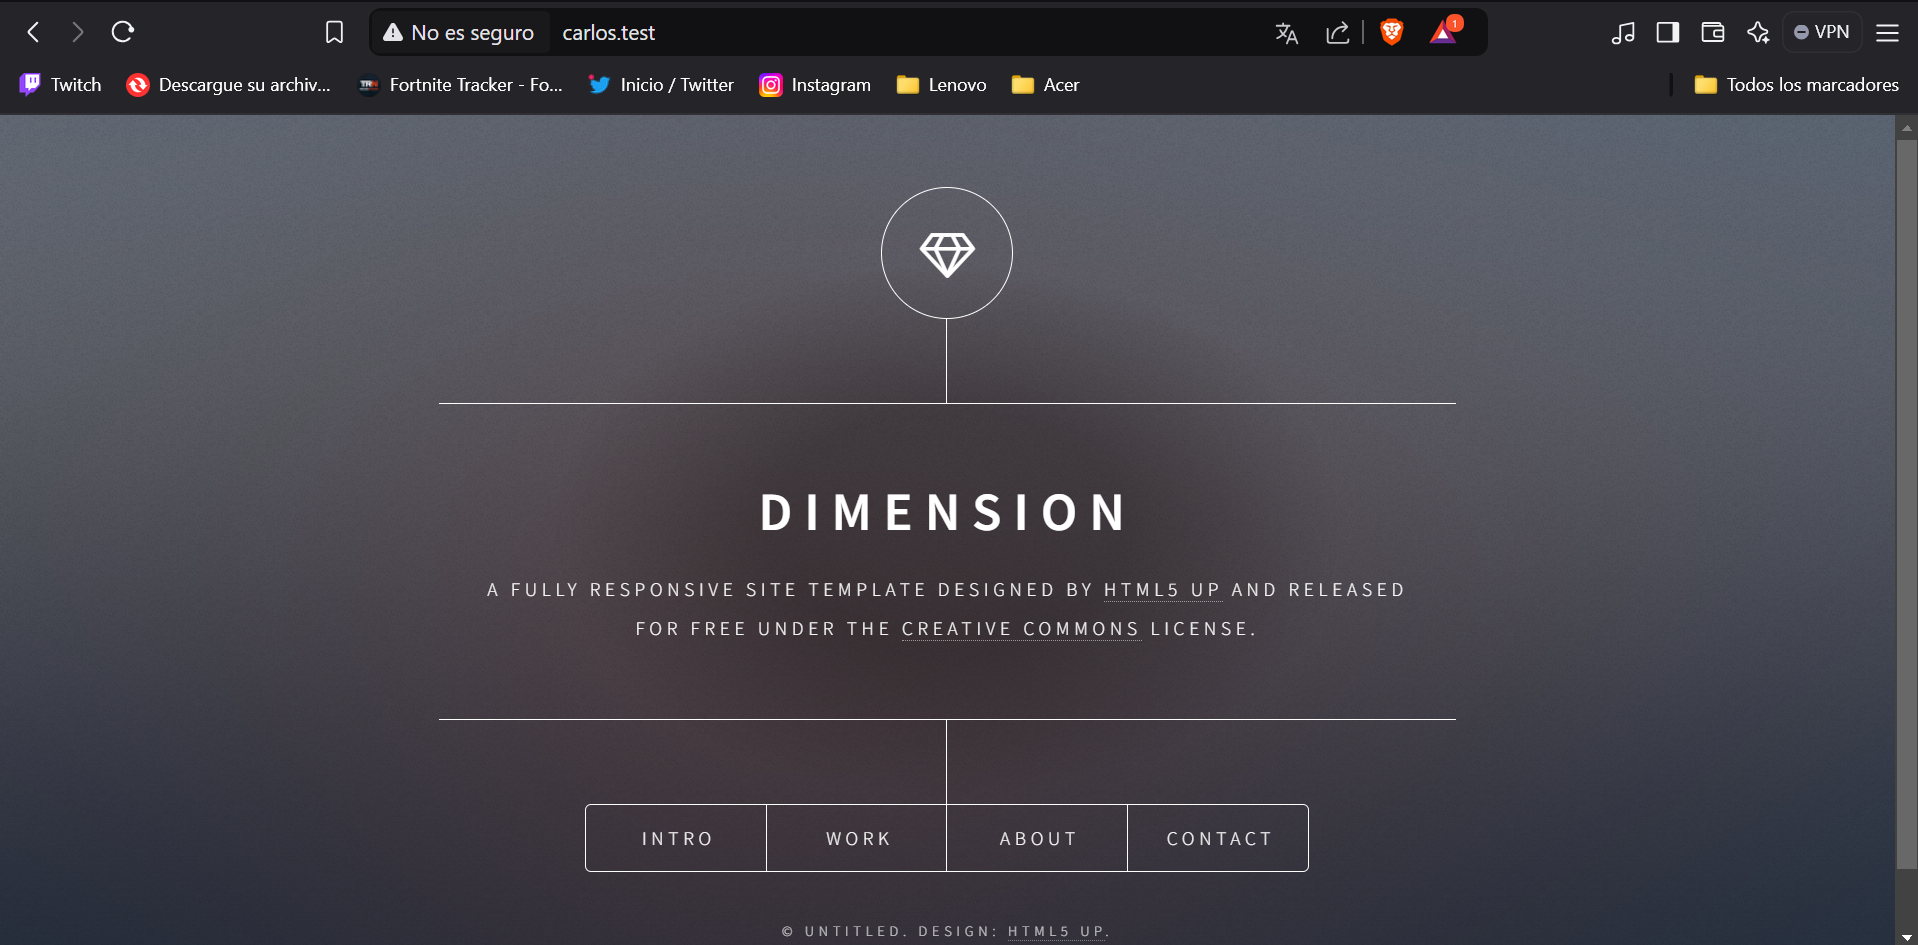 No es seguro carlos.test 1 VPN
Twitch Descargue su archiv... Fortnite Tracker - Fo... Inicio / Twitter Instagram Lenovo Acer Todos los marcadores
DIMENSION
A FULLY RESPONSIVE SITE TEMPLATE DESIGNED BY HTML5 UP AND RELEASED
FOR FREE UNDER THE CREATIVE COMMONS LICENSE.
INTRO WORK ABOUT CONTACT
© UNTITLED. DESIGN: HTML5 UP.